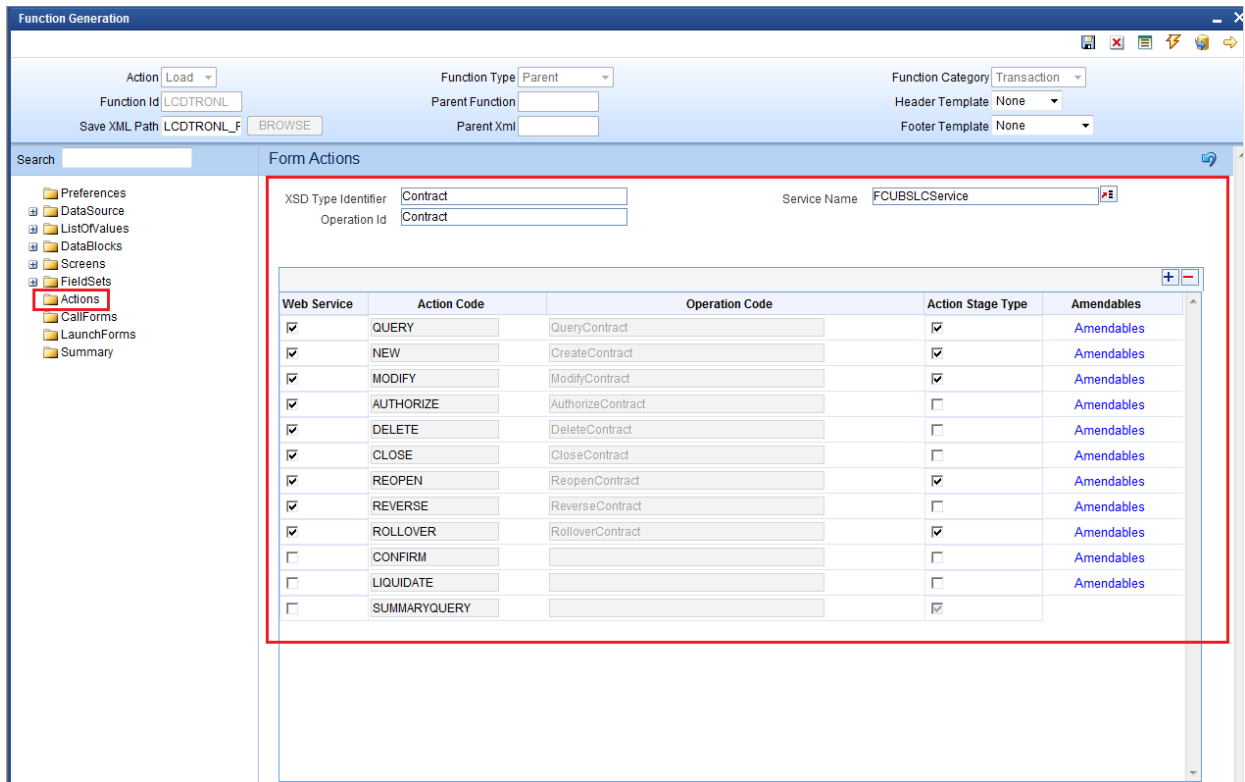 Function Generation
Action Load Function Type Parent Function Category Transaction
Function Id LCDTRONL Parent Function Header Template None
Save XML Path LCDTRONL_F BROWSE Parent Xml Footer Template None
Search Form Actions
Preferences
DataSource
ListOfValues
DataBlocks
Screens
FieldSets
Actions
CallForms
LaunchForms
Summary
XSD Type Identifier Contract Service Name FCUBSLCService
Operation Id Contract
Web Service Action Code Operation Code Action Stage Type Amendables
QUERY QueryContract Amendables
NEW CreateContract Amendables
MODIFY ModifyContract Amendables
AUTHORIZE AuthorizeContract Amendables
DELETE DeleteContract Amendables
CLOSE CloseContract Amendables
REOPEN ReopenContract Amendables
REVERSE ReverseContract Amendables
ROLLOVER RolloverContract Amendables
CONFIRM Amendables
LIQUIDATE Amendables
SUMMARYQUERY